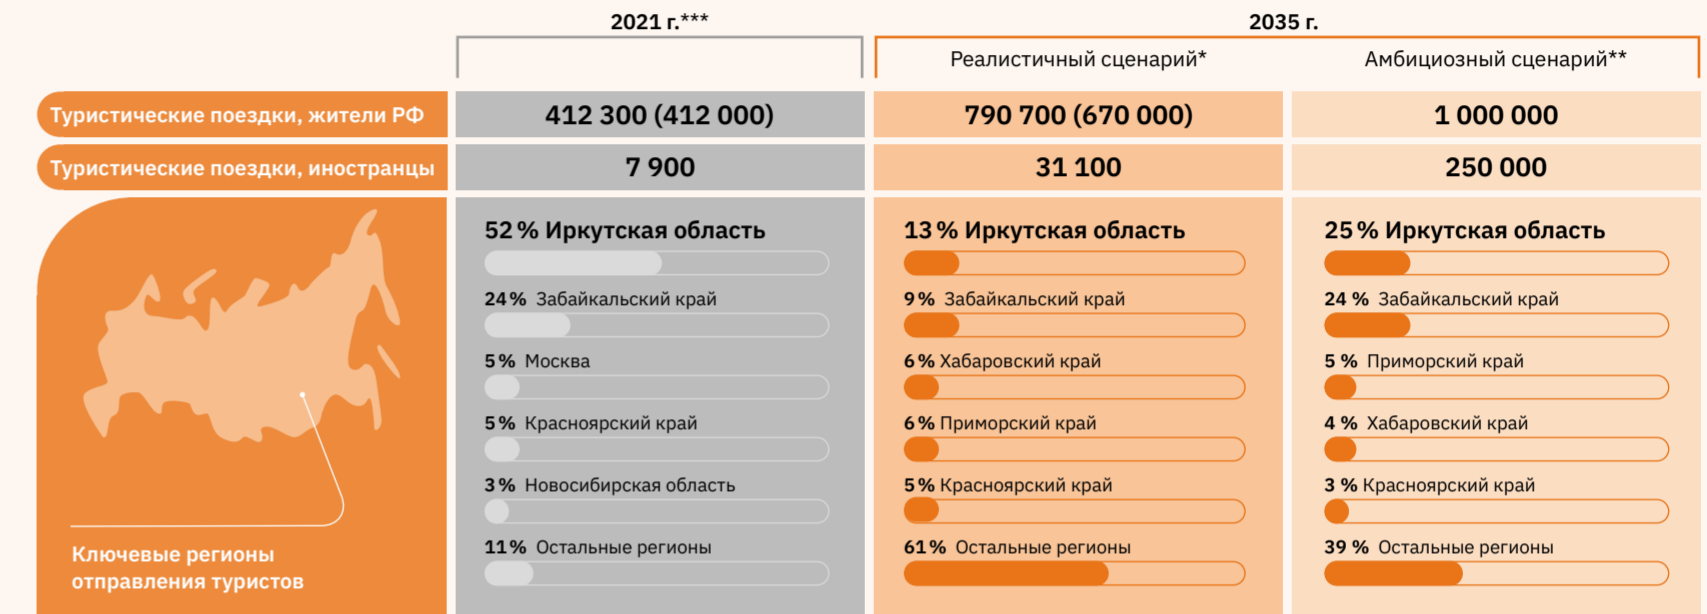 2021 г.***
2035 г.
Реалистичный сценарий*
Амбициозный сценарий**
Туристические поездки, жители РФ
412 300 (412 000)
790 700 (670 000)
1 000 000
Туристические поездки, иностранцы
7 900
31 100
250 000
Ключевые регионы
отправления туристов
52 % Иркутская область
24 % Забайкальский край
5 % Москва
5 % Красноярский край
3 % Новосибирская область
11 % Остальные регионы
13 % Иркутская область
9 % Забайкальский край
6 % Хабаровский край
6 % Приморский край
5 % Красноярский край
61 % Остальные регионы
25 % Иркутская область
24 % Забайкальский край
5 % Приморский край
4 % Хабаровский край
3 % Красноярский край
39 % Остальные регионы